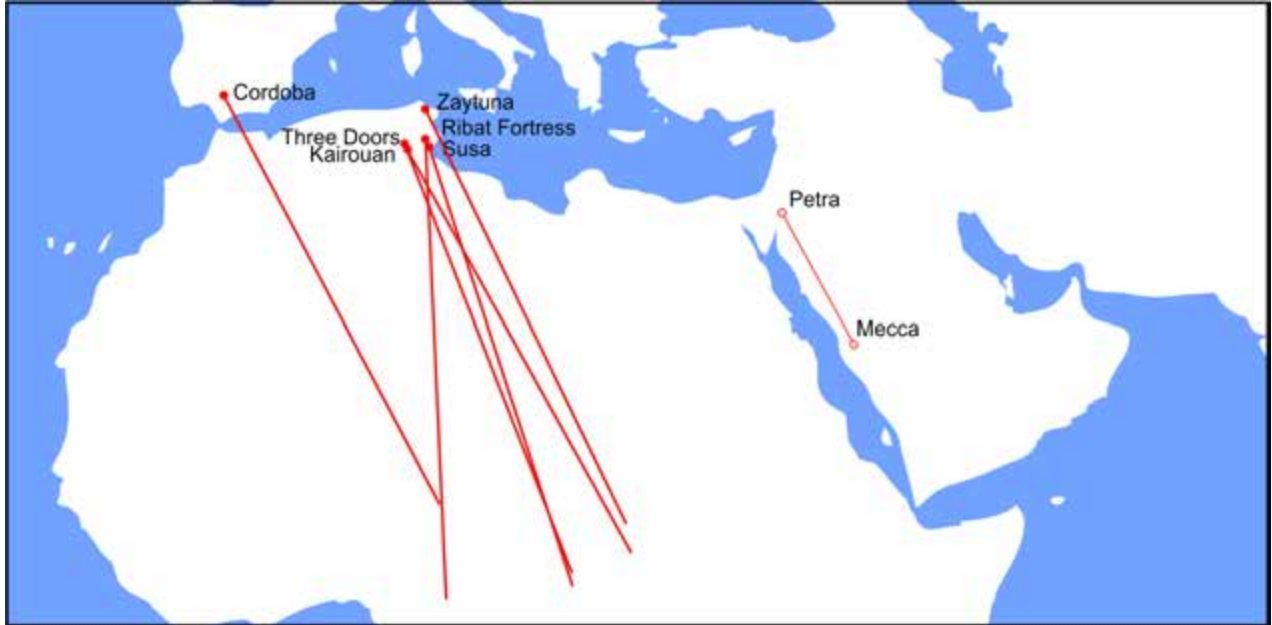 Cordoba
Zaytuna
Ribat Fortress
Three Doors
Susa
Kairouan
Petra
Mecca